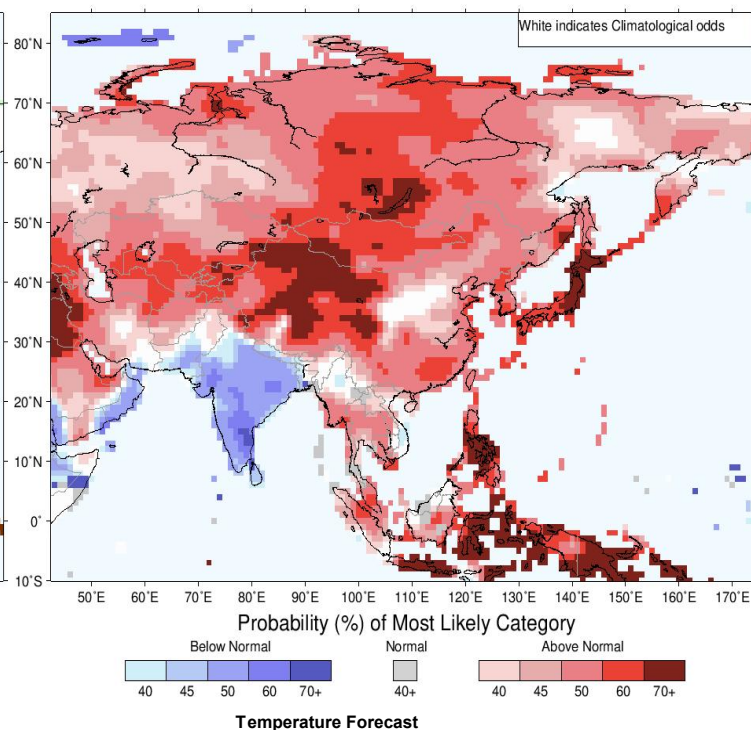 White indicates Climatological odds
80˚N
70˚N
60˚N
50˚N
40˚N
30˚N
20˚N
10˚N
0˚
10˚S
50˚E 60˚E 70˚E 80˚E 90˚E 100˚E 110˚E 120˚E 130˚E 140˚E 150˚E 160˚E 170˚E
Probability (%) of Most Likely Category
Below Normal Normal Above Normal
40 45 50 60 70+ 40+ 40 45 50 60 70+
Temperature Forecast